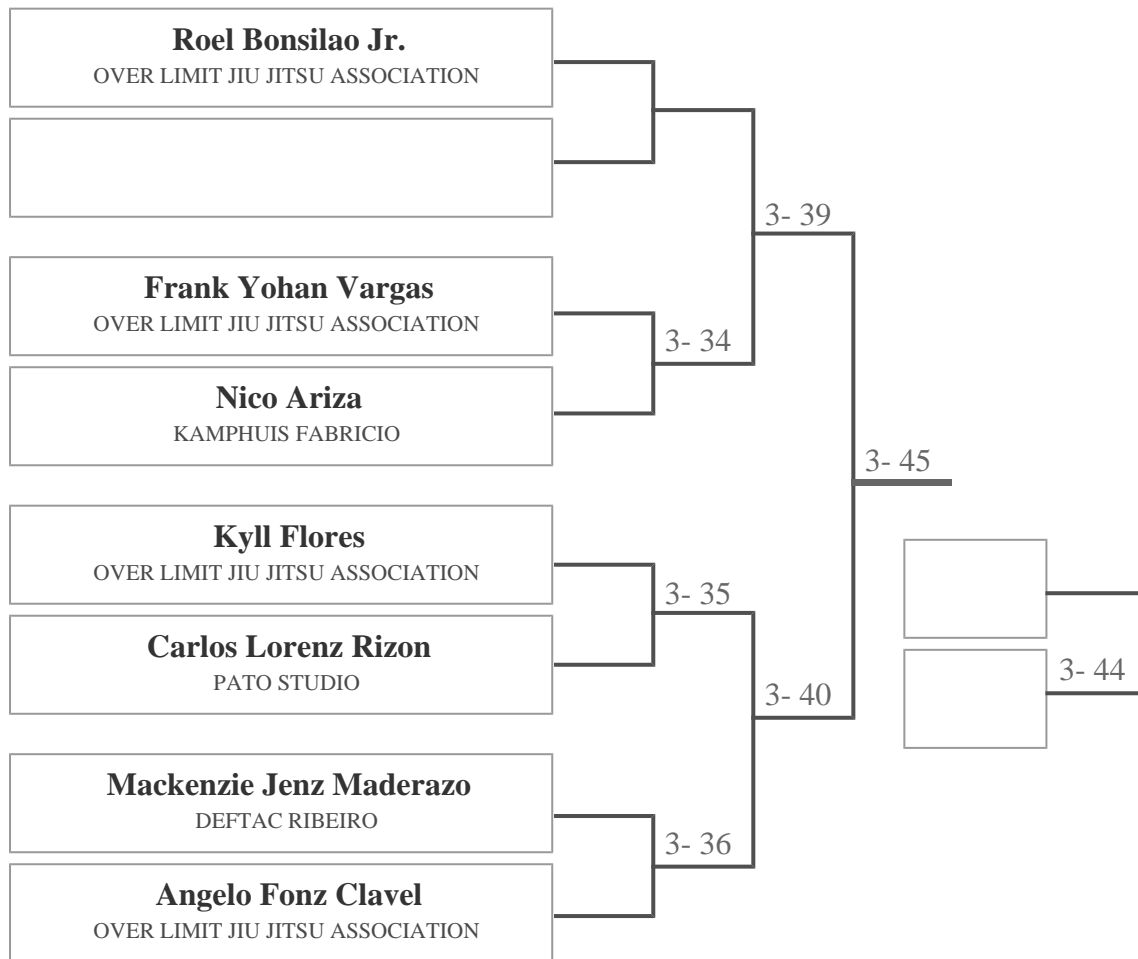 Roel Bonsilao Jr.
OVER LIMIT JIU JITSU ASSOCIATION
3- 39
Frank Yohan Vargas
OVER LIMIT JIU JITSU ASSOCIATION
3- 34
Nico Ariza
KAMPHUIS FABRICIO
3- 45
Kyll Flores
OVER LIMIT JIU JITSU ASSOCIATION
3- 35
Carlos Lorenz Rizon
PATO STUDIO
3- 44
3- 40
Mackenzie Jenz Maderazo
DEFTAC RIBEIRO
3- 36
Angelo Fonz Clavel
OVER LIMIT JIU JITSU ASSOCIATION